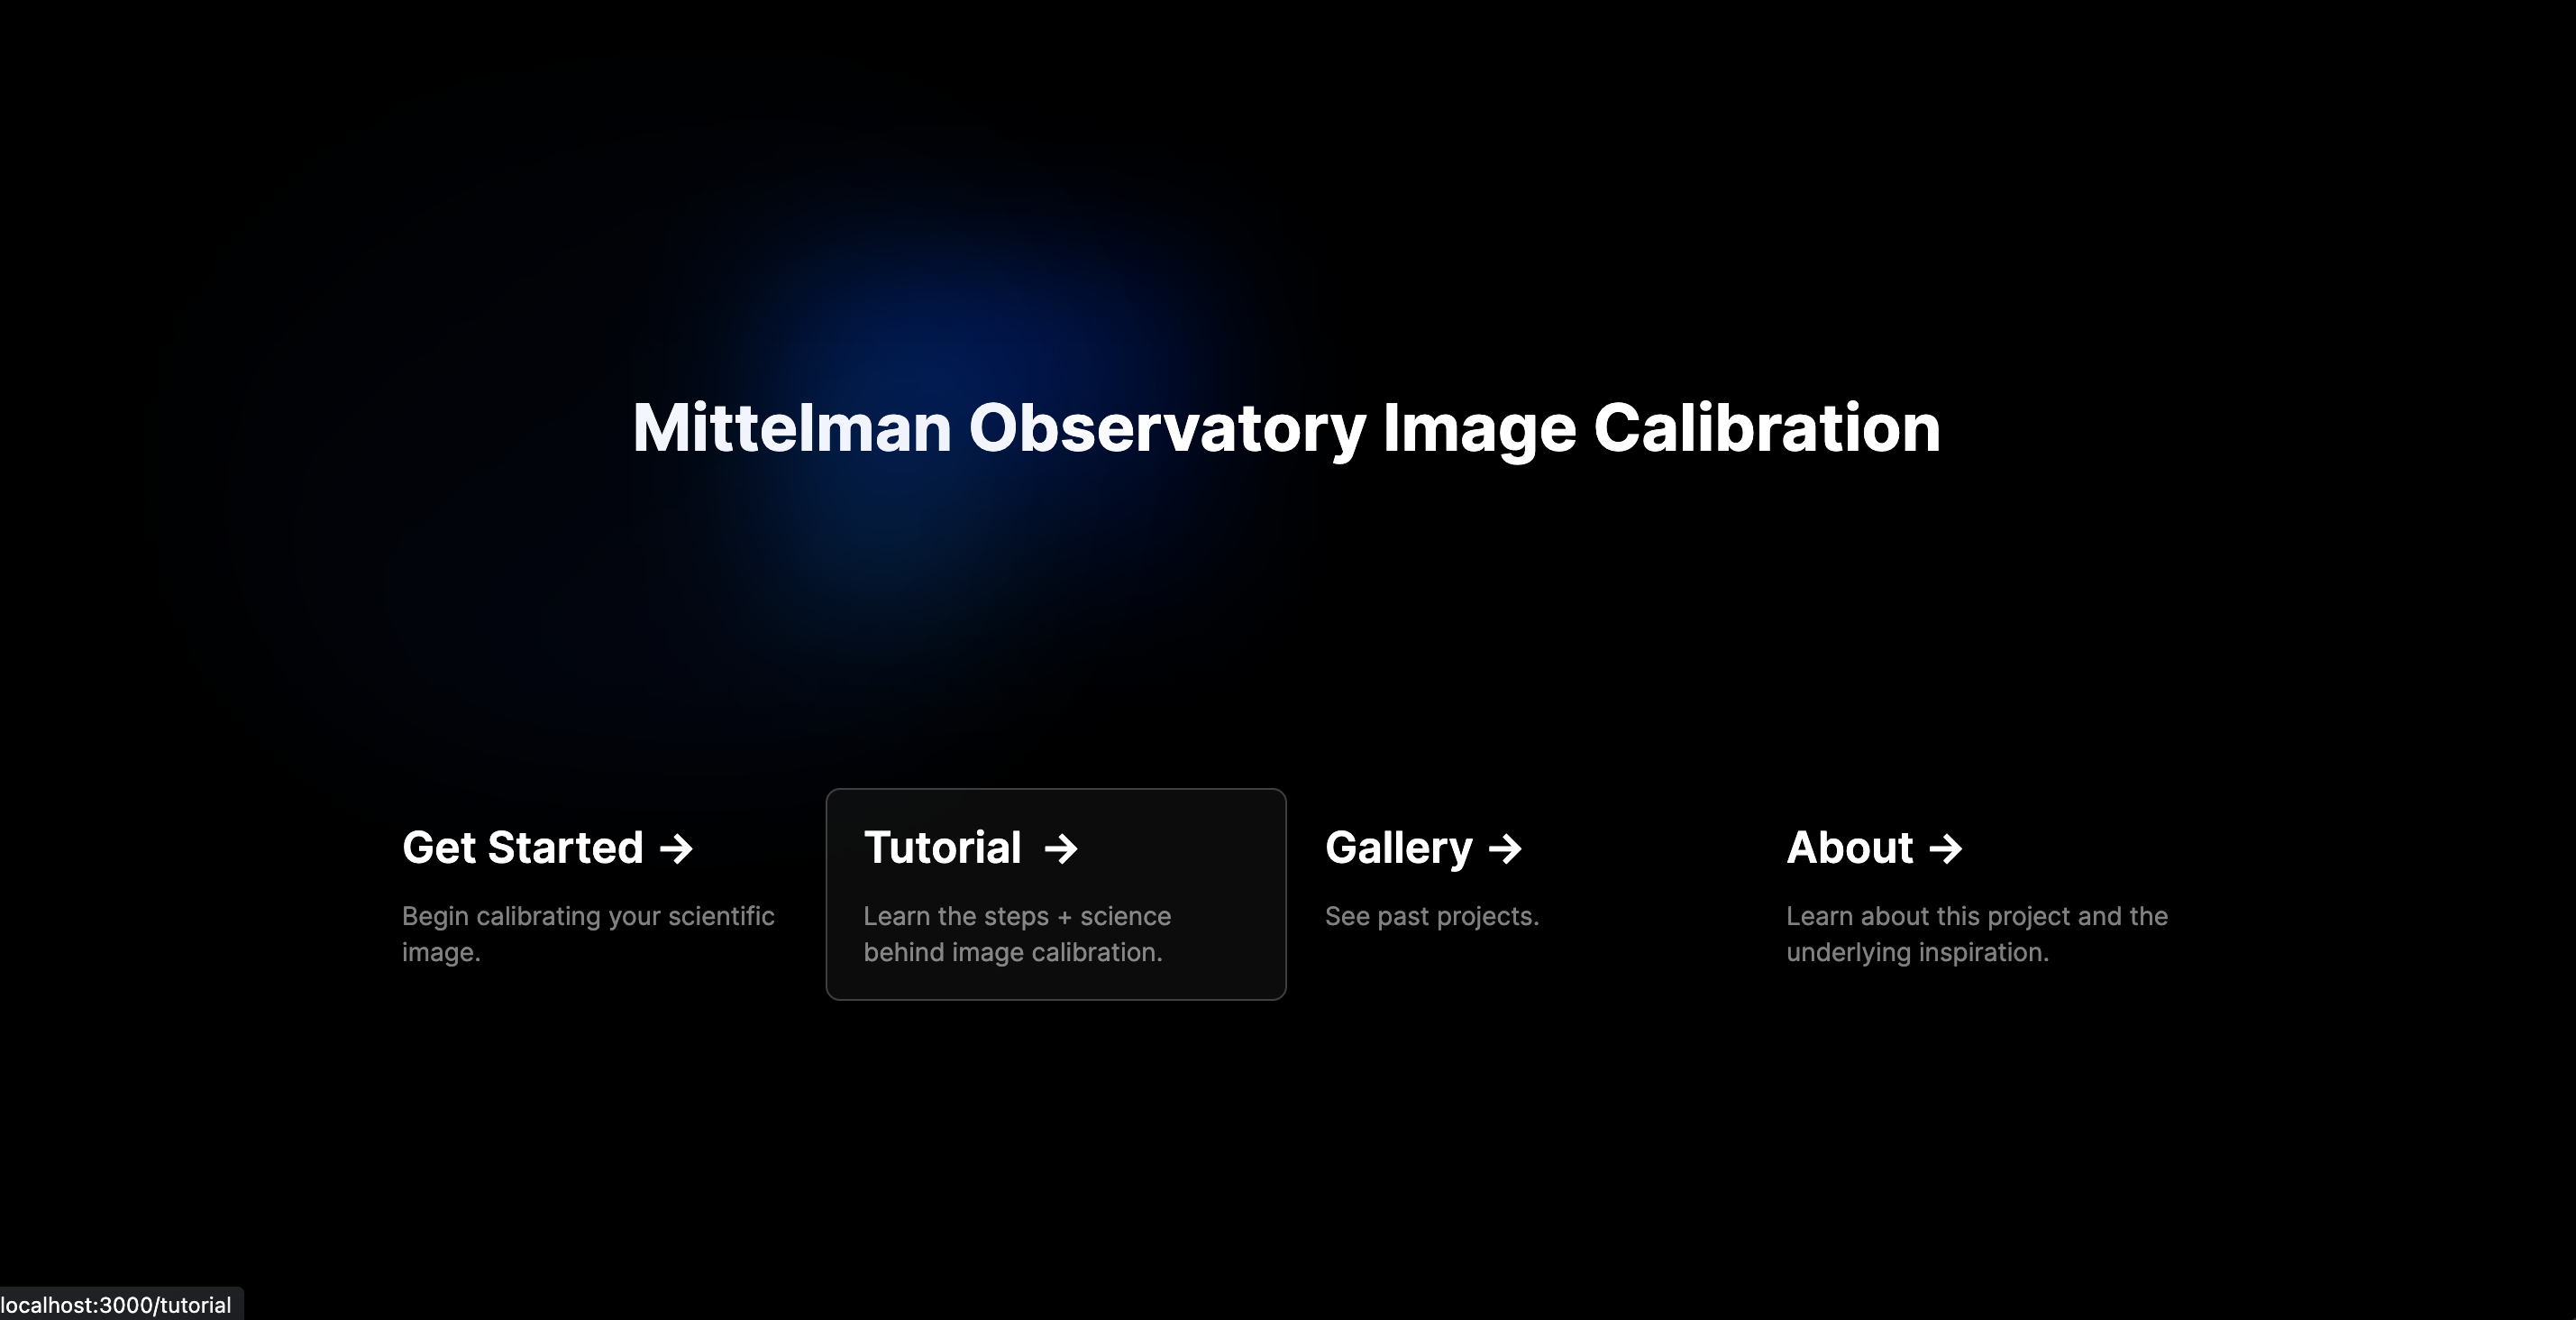 Mittelman Observatory Image Calibration
Get Started →
Begin calibrating your scientific
image.
Tutorial →
Learn the steps + science
behind image calibration.
Gallery →
See past projects.
About →
Learn about this project and the
underlying inspiration.
localhost:3000/tutorial